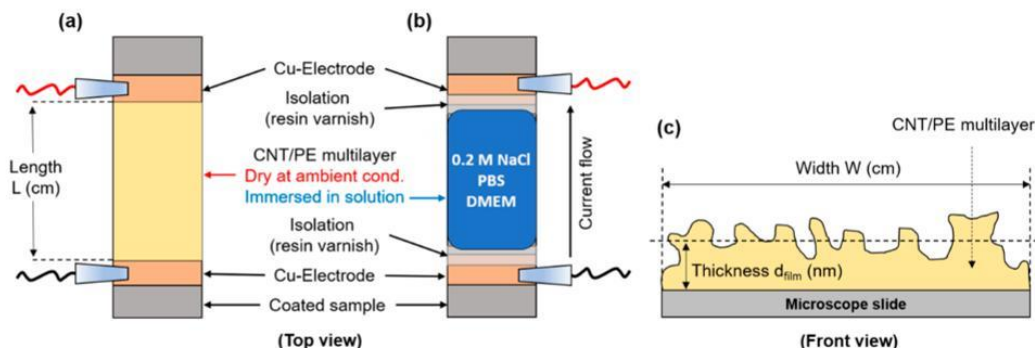 (a)
(b)
Cu-Electrode
Isolation
(resin varnish)
Length
L (cm)
CNT/PE multilayer
Dry at ambient cond.
Immersed in solution
Isolation
(resin varnish)
Cu-Electrode
Coated sample
(Top view)
0.2 M NaCl
PBS
DMEM
Current flow
(c)
CNT/PE multilayer
Width W (cm)
Thickness dfilm (nm)
Microscope slide
(Front view)